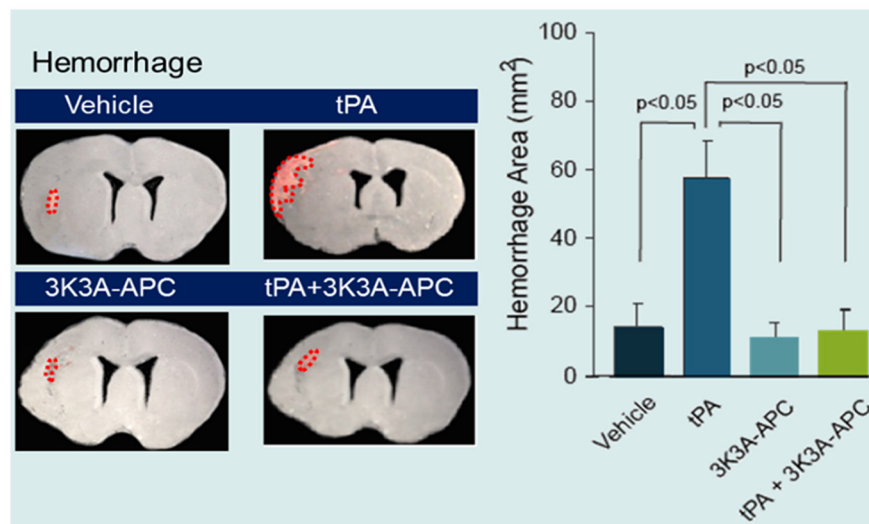 Hemorrhage
Vehicle
tPA
3K3A-APC
tPA+3K3A-APC
Hemorrhage Area (mm²)
100
80
60
40
20
0
p<0.05
p<0.05
p<0.05
Vehicle
tPA
3K3A-APC
tPA + 3K3A-APC